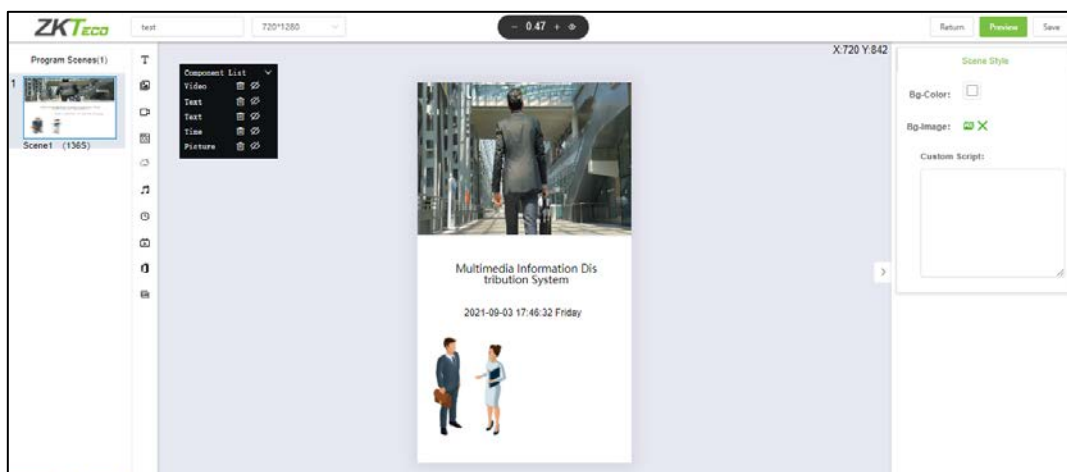 ZKTECO
test
720*1280
− 0.47 +
Return
Preview
Save
Program Scenes(1)
1
Scene1 (1365)
T
Component List
Video
Text
Text
Time
Picture
X:720 Y:842
Multimedia Information Dis
tribution System
2021-09-03 17:46:32 Friday
Scene Style
Bg-Color:
Bg-Image:
Custom Script: